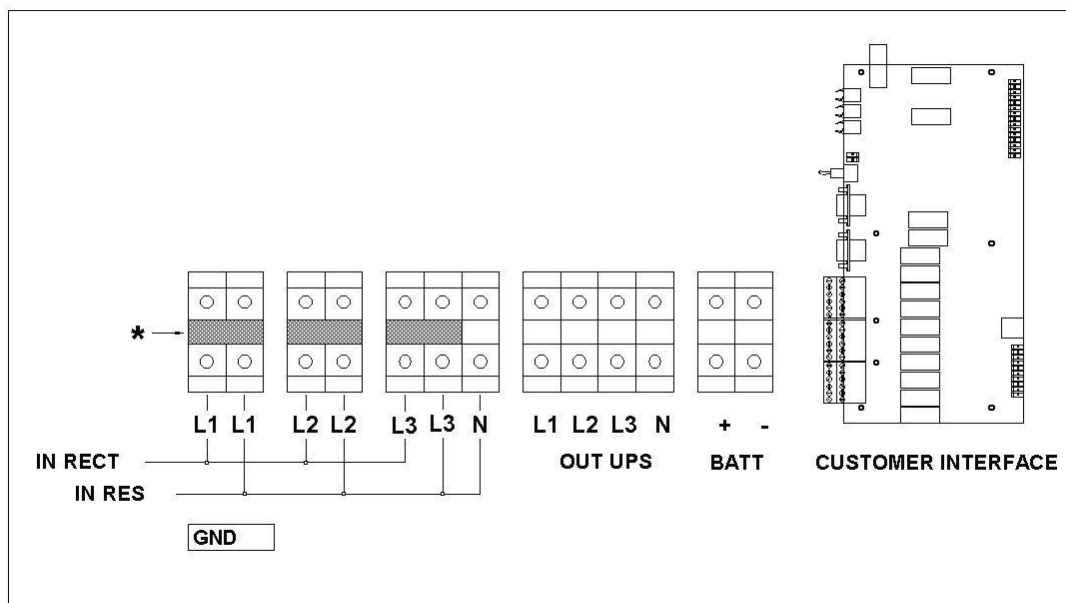 *
L1 L1 L2 L2 L3 L3 N L1 L2 L3 N + -
IN RECT OUT UPS BATT CUSTOMER INTERFACE
IN RES
GND